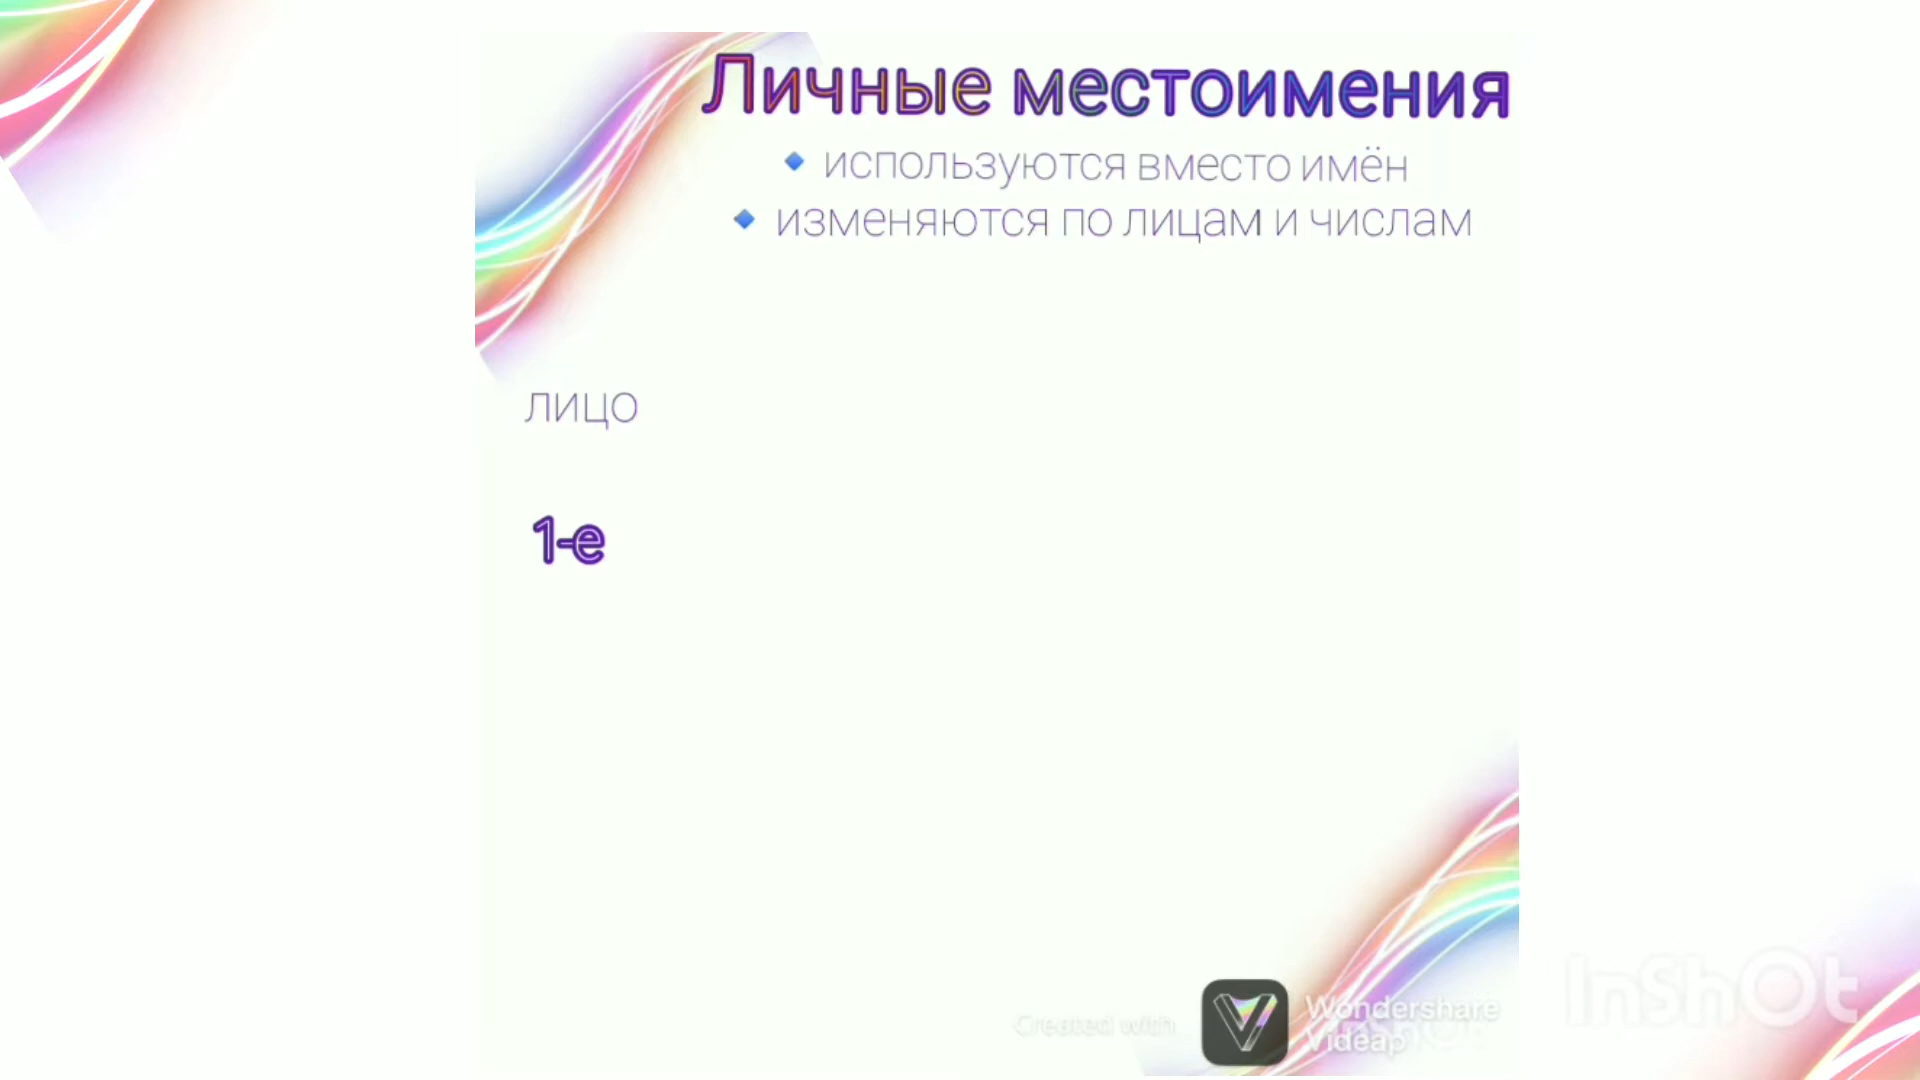 Личные местоимения
🔹 используются вместо имён
🔹 изменяются по лицам и числам
лицо
1-е
Created with
Wondershare
Videap
InShOt